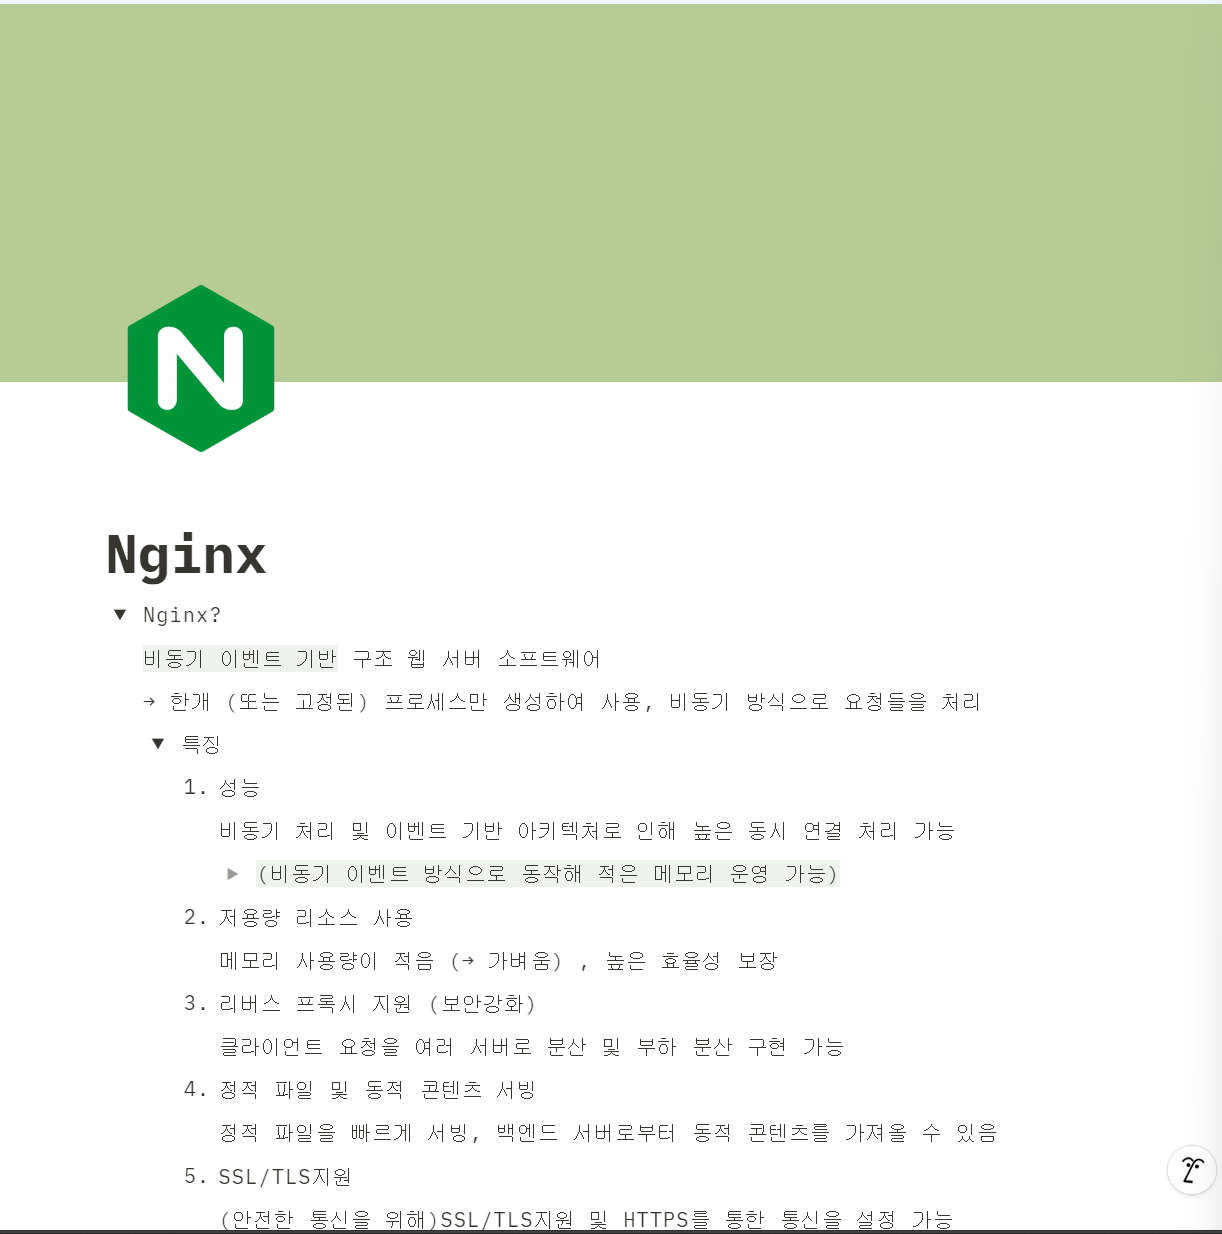 N
Nginx
Nginx?
비동기 이벤트 기반 구조 웹 서버 소프트웨어
→ 한개 (또는 고정된) 프로세스만 생성하여 사용, 비동기 방식으로 요청들을 처리
특징
1. 성능
비동기 처리 및 이벤트 기반 아키텍처로 인해 높은 동시 연결 처리 가능
(비동기 이벤트 방식으로 동작해 적은 메모리 운영 가능)
2. 저용량 리소스 사용
메모리 사용량이 적음 (→ 가벼움) , 높은 효율성 보장
3. 리버스 프록시 지원 (보안강화)
클라이언트 요청을 여러 서버로 분산 및 부하 분산 구현 가능
4. 정적 파일 및 동적 콘텐츠 서빙
정적 파일을 빠르게 서빙, 백엔드 서버로부터 동적 콘텐츠를 가져올 수 있음
5. SSL/TLS지원
(안전한 통신을 위해)SSL/TLS지원 및 HTTPS를 통한 통신을 설정 가능